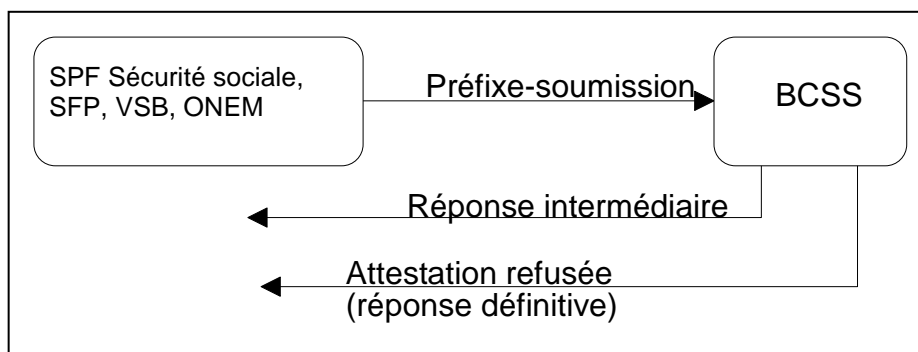 SPF Sécurité sociale,
SFP, VSB, ONEM
Préfixe-soumission
BCSS
Réponse intermédiaire
Attestation refusée
(réponse définitive)